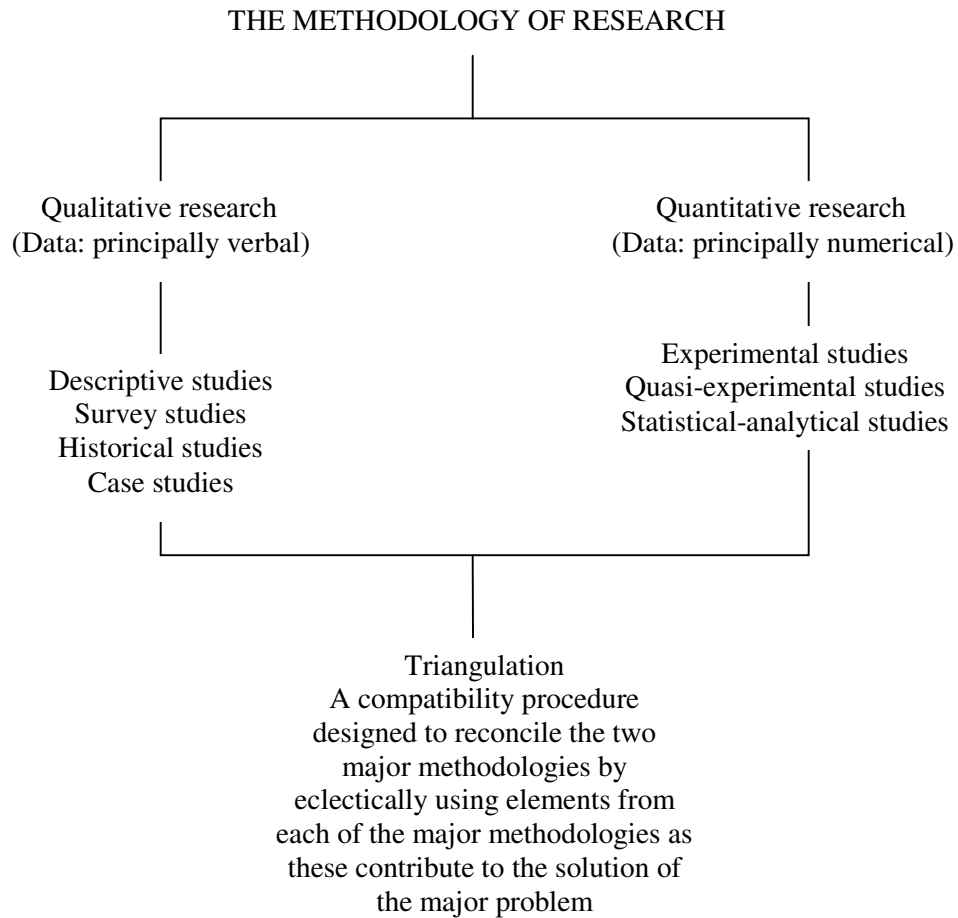 THE METHODOLOGY OF RESEARCH
Qualitative research
(Data: principally verbal)
Quantitative research
(Data: principally numerical)
Descriptive studies
Survey studies
Historical studies
Case studies
Experimental studies
Quasi-experimental studies
Statistical-analytical studies
Triangulation
A compatibility procedure
designed to reconcile the two
major methodologies by
eclectically using elements from
each of the major methodologies as
these contribute to the solution of
the major problem